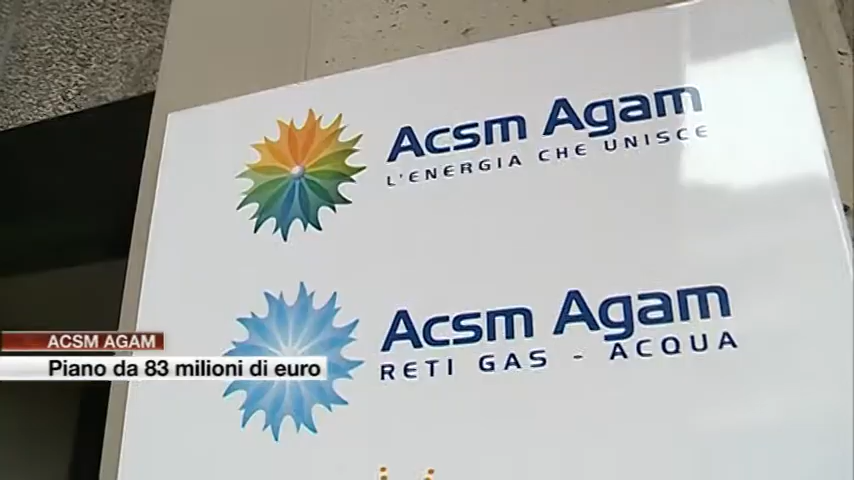 Acsm Agam
L'ENERGIA CHE UNISCE
Acsm Agam
RETI GAS - ACQUA
ACSM AGAM
Piano da 83 milioni di euro